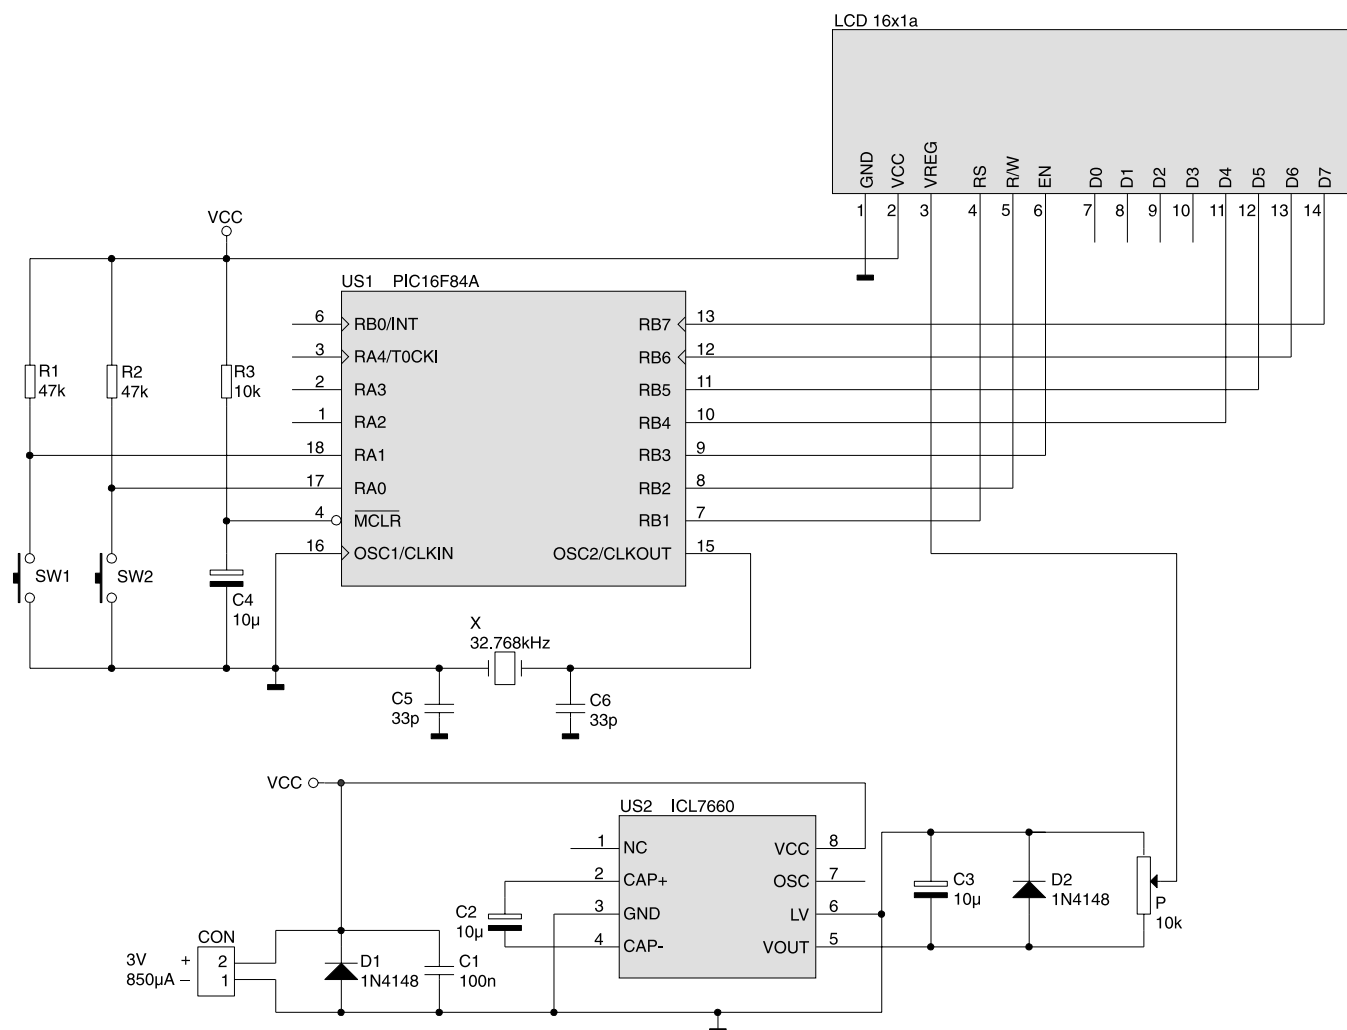 LCD 16x1a
GND
VCC
VREG
RS
R/W
EN
D0
D1
D2
D3
D4
D5
D6
D7
1
2
3
4
5
6
7
8
9
10
11
12
13
14
VCC
US1 PIC16F84A
6 RB0/INT
3 RA4/T0CKI
2 RA3
1 RA2
18 RA1
17 RA0
4 MCLR
16 OSC1/CLKIN
RB7 13
RB6 12
RB5 11
RB4 10
RB3 9
RB2 8
RB1 7
OSC2/CLKOUT 15
R1
47k
R2
47k
R3
10k
SW1
SW2
C4
10µ
X
32.768kHz
C5
33p
C6
33p
VCC
US2 ICL7660
1 NC
2 CAP+
3 GND
4 CAP-
VCC 8
OSC 7
LV 6
VOUT 5
C2
10µ
C3
10µ
D2
1N4148
P
10k
CON
3V + 2
850µA – 1
D1
1N4148
C1
100n